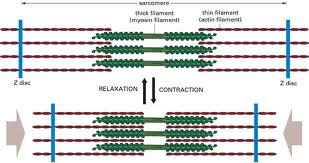 sarcomere
thick filament
(myosin filament)
thin filament
(actin filament)
Z disc
Z disc
RELAXATION
CONTRACTION